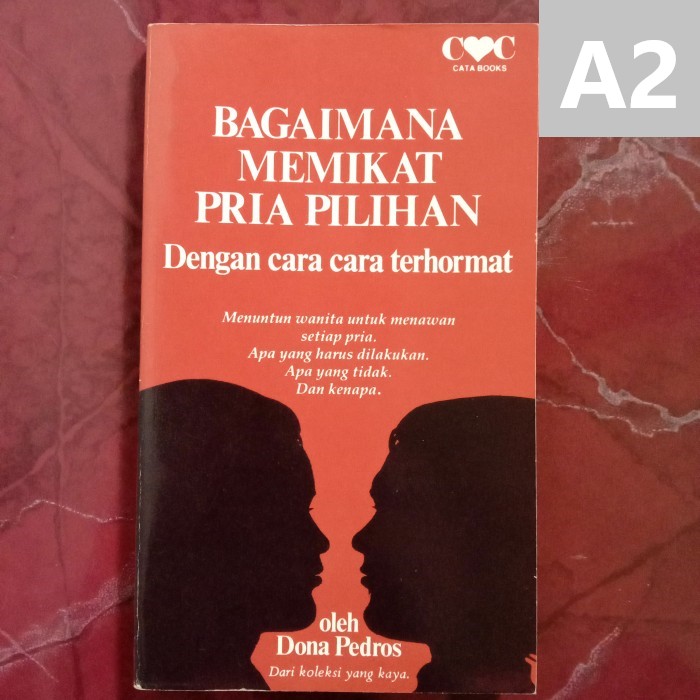 C♥C
CATA BOOKS
A2
BAGAIMANA
MEMIKAT
PRIA PILIHAN
Dengan cara cara terhormat
Menuntun wanita untuk menawan
setiap pria.
Apa yang harus dilakukan.
Apa yang tidak.
Dan kenapa.
oleh
Dona Pedros
Dari koleksi yang kaya.